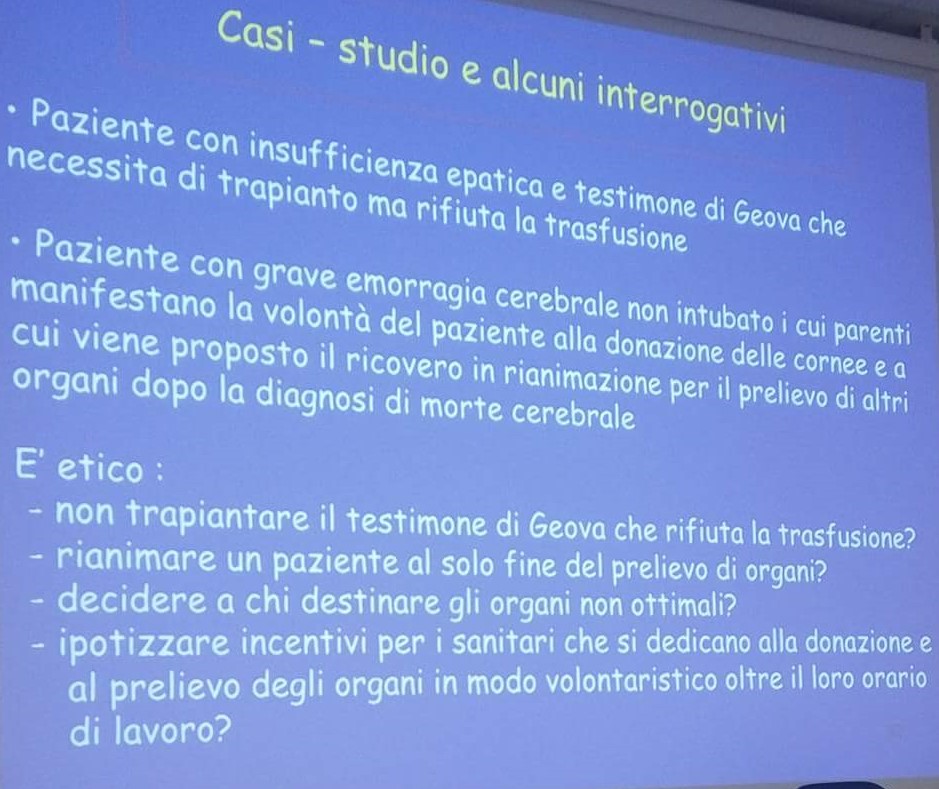 Casi - studio e alcuni interrogativi
• Paziente con insufficienza epatica e testimone di Geova che
necessita di trapianto ma rifiuta la trasfusione
• Paziente con grave emorragia cerebrale non intubato i cui parenti
manifestano la volontà del paziente alla donazione delle cornee e a
cui viene proposto il ricovero in rianimazione per il prelievo di altri
organi dopo la diagnosi di morte cerebrale
E' etico :
- non trapiantare il testimone di Geova che rifiuta la trasfusione?
- rianimare un paziente al solo fine del prelievo di organi?
- decidere a chi destinare gli organi non ottimali?
- ipotizzare incentivi per i sanitari che si dedicano alla donazione e
al prelievo degli organi in modo volontaristico oltre il loro orario
di lavoro?